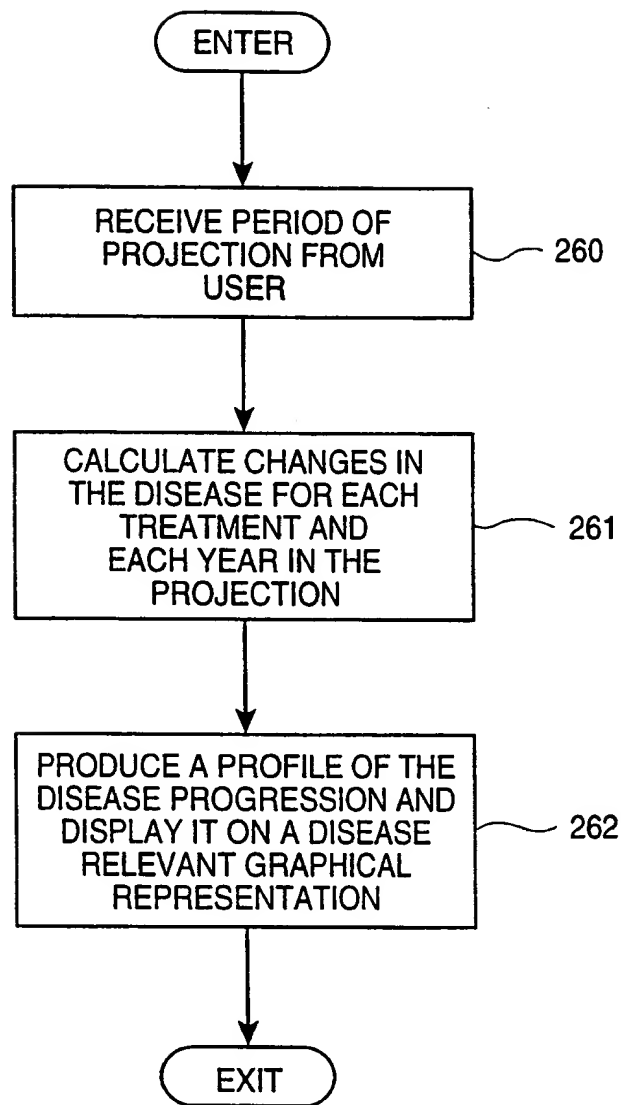 ENTER
RECEIVE PERIOD OF
PROJECTION FROM
USER
260
CALCULATE CHANGES IN
THE DISEASE FOR EACH
TREATMENT AND
EACH YEAR IN THE
PROJECTION
261
PRODUCE A PROFILE OF THE
DISEASE PROGRESSION AND
DISPLAY IT ON A DISEASE
RELEVANT GRAPHICAL
REPRESENTATION
262
EXIT